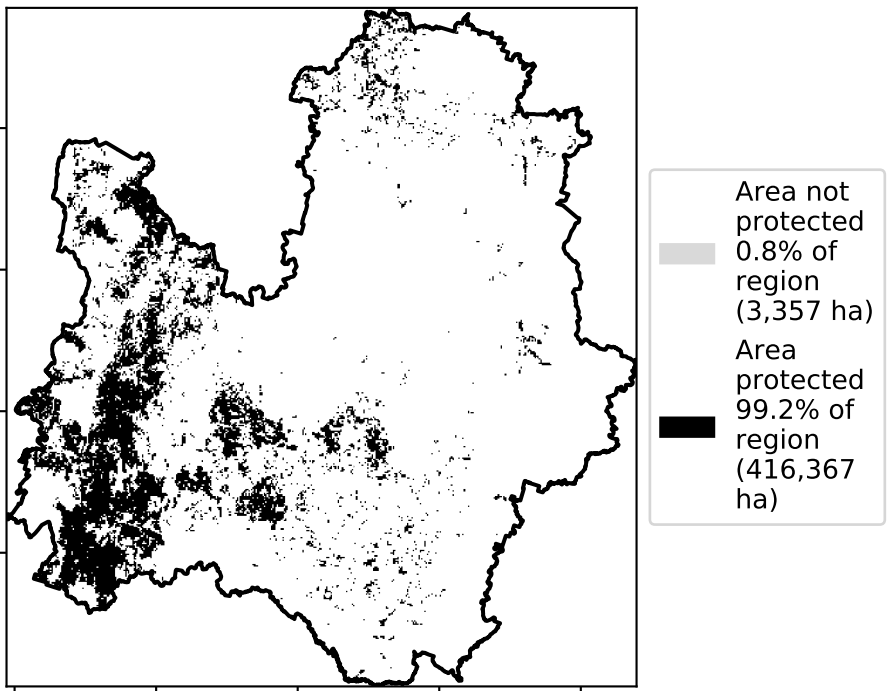 Area not
protected
0.8% of
region
(3,357 ha)
Area
protected
99.2% of
region
(416,367
ha)